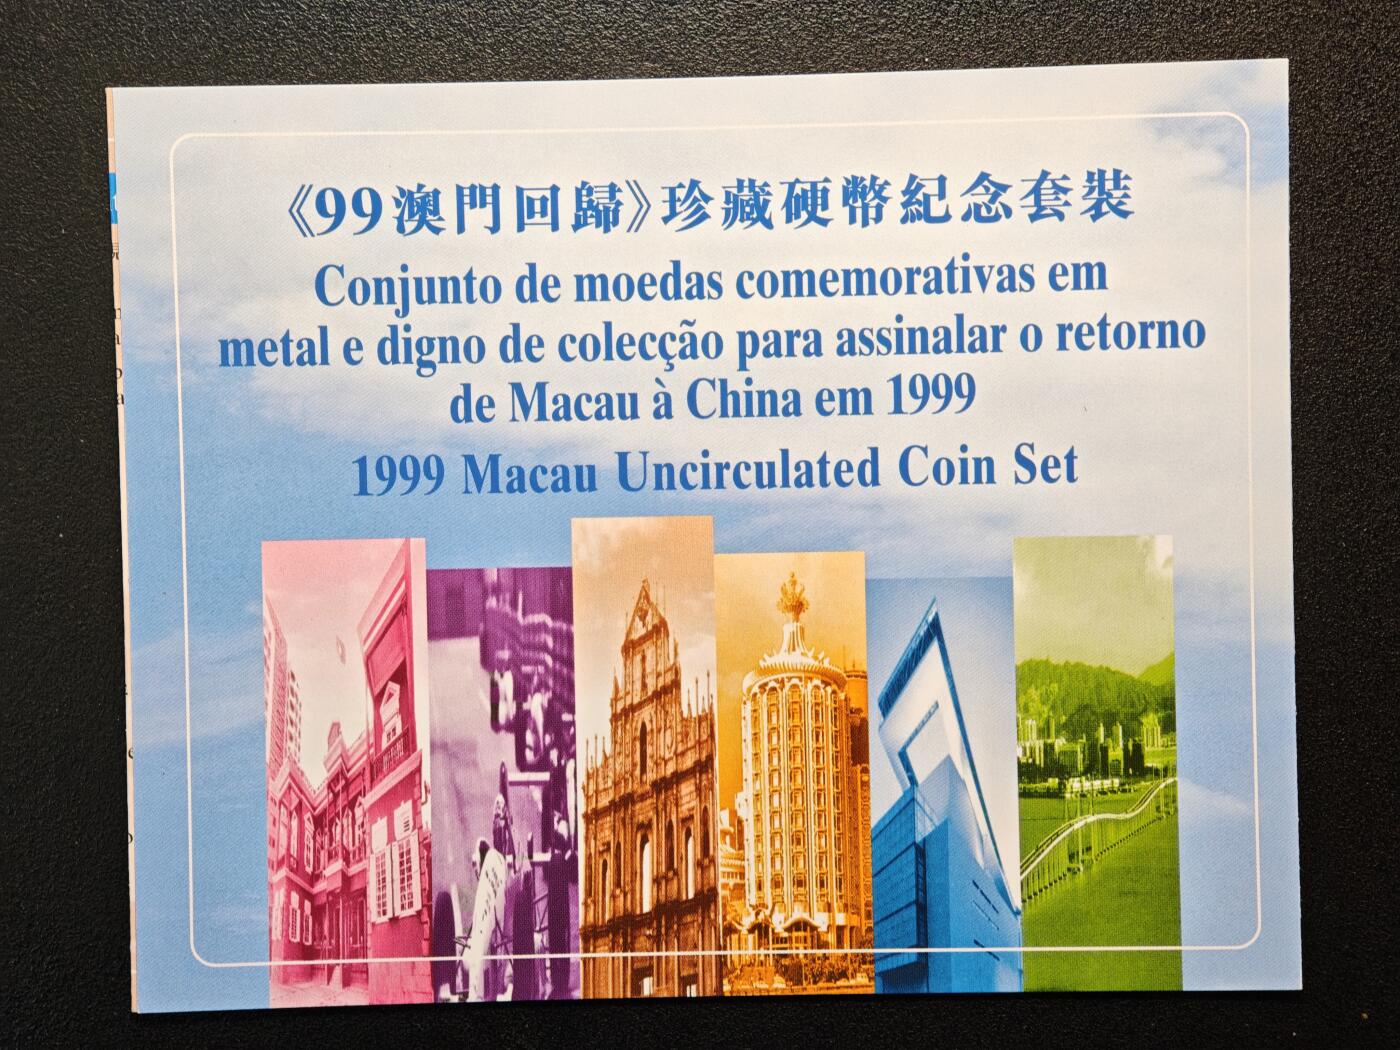 《99澳門回歸》珍藏硬幣紀念套裝
Conjunto de moedas comemorativas em
metal e digno de colecção para assinalar o retorno
de Macau à China em 1999
1999 Macau Uncirculated Coin Set